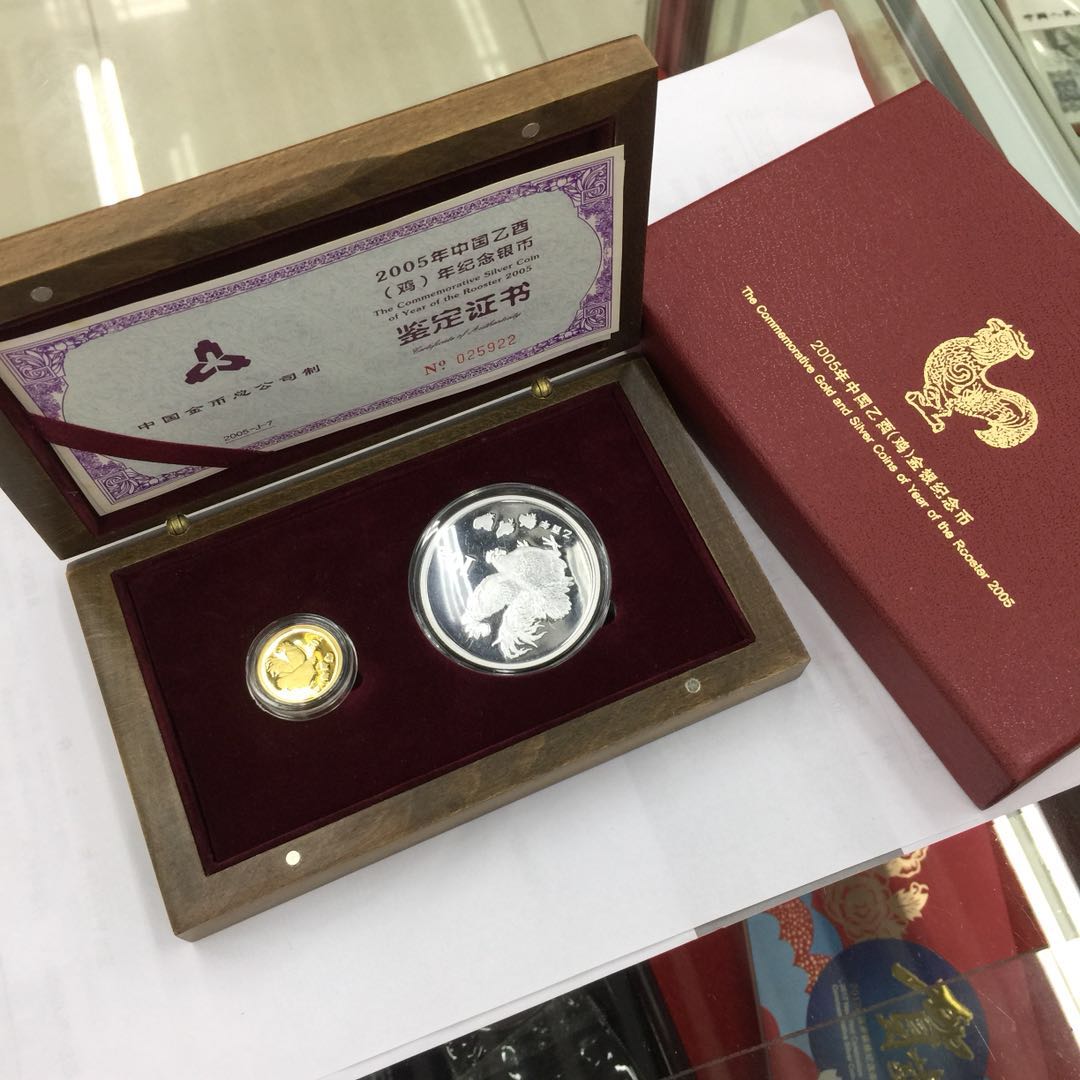 2005年中国乙酉
（鸡）年纪念银币
The Commemorative Silver Coin
of Year of the Rooster 2005
鉴定证书
Certificate of Authenticity
No. 025922
中国金币总公司制
2005-J-7
2005年中国乙酉(鸡)金银纪念币
The Commemorative Gold and Silver Coins of Year of the Rooster 2005